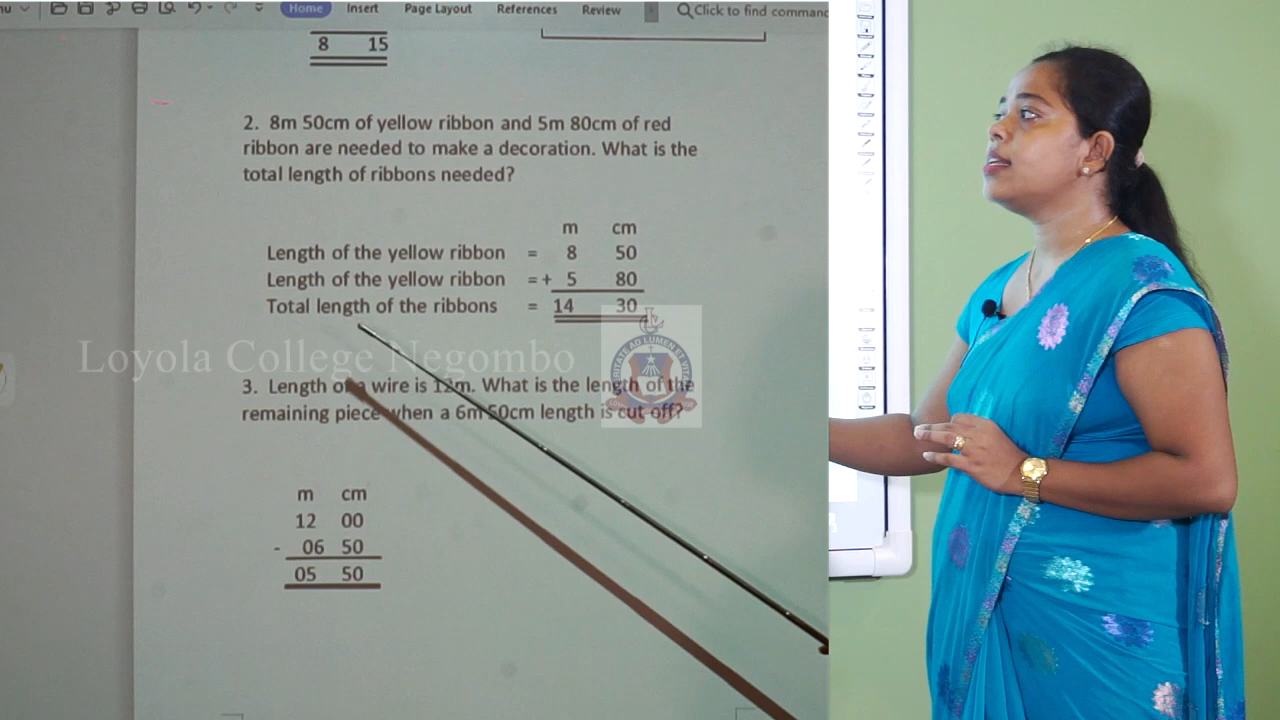 Home Insert Page Layout References Review Click to find command
8 15
2. 8m 50cm of yellow ribbon and 5m 80cm of red
ribbon are needed to make a decoration. What is the
total length of ribbons needed?
m cm
Length of the yellow ribbon = 8 50
Length of the yellow ribbon =+ 5 80
Total length of the ribbons = 14 30
Loyola College Negombo
3. Length of a wire is 12m. What is the length of the
remaining piece when a 6m 50cm length is cut off?
m cm
12 00
- 06 50
05 50